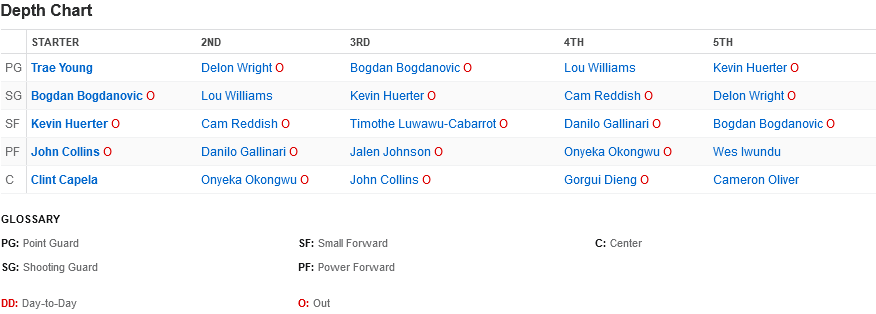 Depth Chart
STARTER 2ND 3RD 4TH 5TH
PG Trae Young Delon Wright O Bogdan Bogdanovic O Lou Williams Kevin Huerter O
SG Bogdan Bogdanovic O Lou Williams Kevin Huerter O Cam Reddish O Delon Wright O
SF Kevin Huerter O Cam Reddish O Timothe Luwawu-Cabarrot O Danilo Gallinari O Bogdan Bogdanovic O
PF John Collins O Danilo Gallinari O Jalen Johnson O Onyeka Okongwu O Wes Iwundu
C Clint Capela Onyeka Okongwu O John Collins O Gorgui Dieng O Cameron Oliver
GLOSSARY
PG: Point Guard SF: Small Forward C: Center
SG: Shooting Guard PF: Power Forward
DD: Day-to-Day O: Out